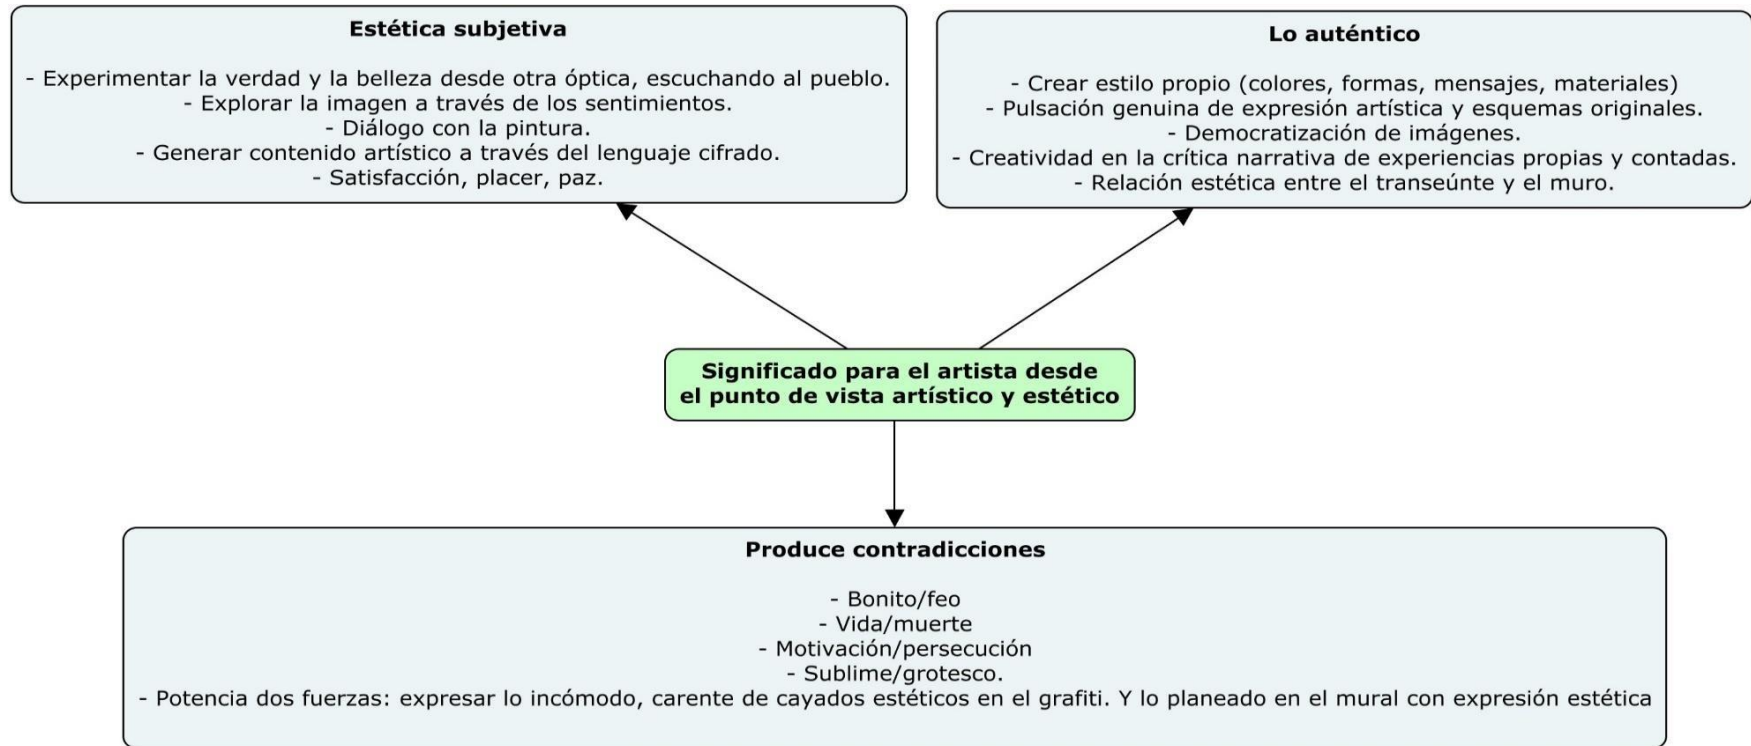 Estética subjetiva
- Experimentar la verdad y la belleza desde otra óptica, escuchando al pueblo.
- Explorar la imagen a través de los sentimientos.
- Diálogo con la pintura.
- Generar contenido artístico a través del lenguaje cifrado.
- Satisfacción, placer, paz.
Lo auténtico
- Crear estilo propio (colores, formas, mensajes, materiales)
- Pulsación genuina de expresión artística y esquemas originales.
- Democratización de imágenes.
- Creatividad en la crítica narrativa de experiencias propias y contadas.
- Relación estética entre el transeúnte y el muro.
Significado para el artista desde
el punto de vista artístico y estético
Produce contradicciones
- Bonito/feo
- Vida/muerte
- Motivación/persecución
- Sublime/grotesco.
- Potencia dos fuerzas: expresar lo incómodo, carente de cayados estéticos en el grafiti. Y lo planeado en el mural con expresión estética